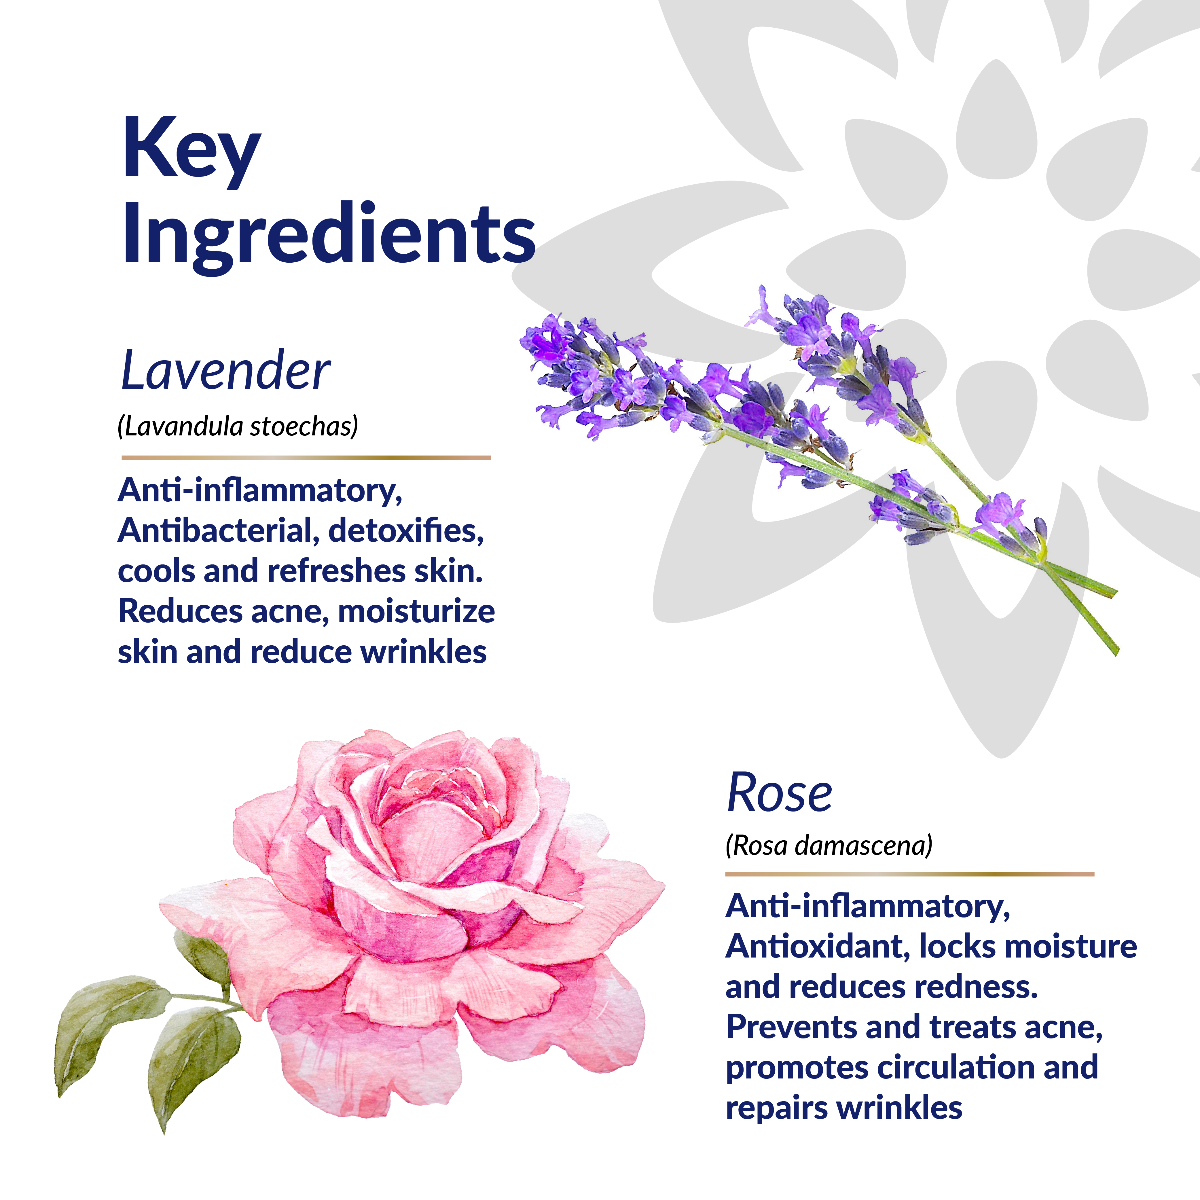 Key
Ingredients
Lavender
(Lavandula stoechas)
Anti-inflammatory,
Antibacterial, detoxifies,
cools and refreshes skin.
Reduces acne, moisturize
skin and reduce wrinkles
Rose
(Rosa damascena)
Anti-inflammatory,
Antioxidant, locks moisture
and reduces redness.
Prevents and treats acne,
promotes circulation and
repairs wrinkles